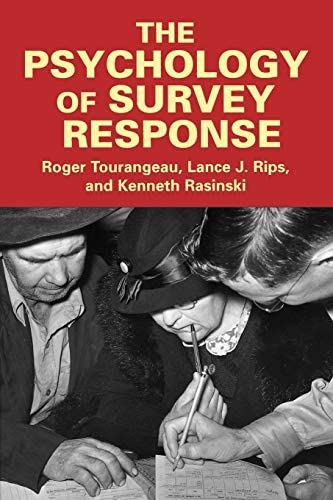 THE
PSYCHOLOGY
OF SURVEY
RESPONSE
Roger Tourangeau, Lance J. Rips,
and Kenneth Rasinski